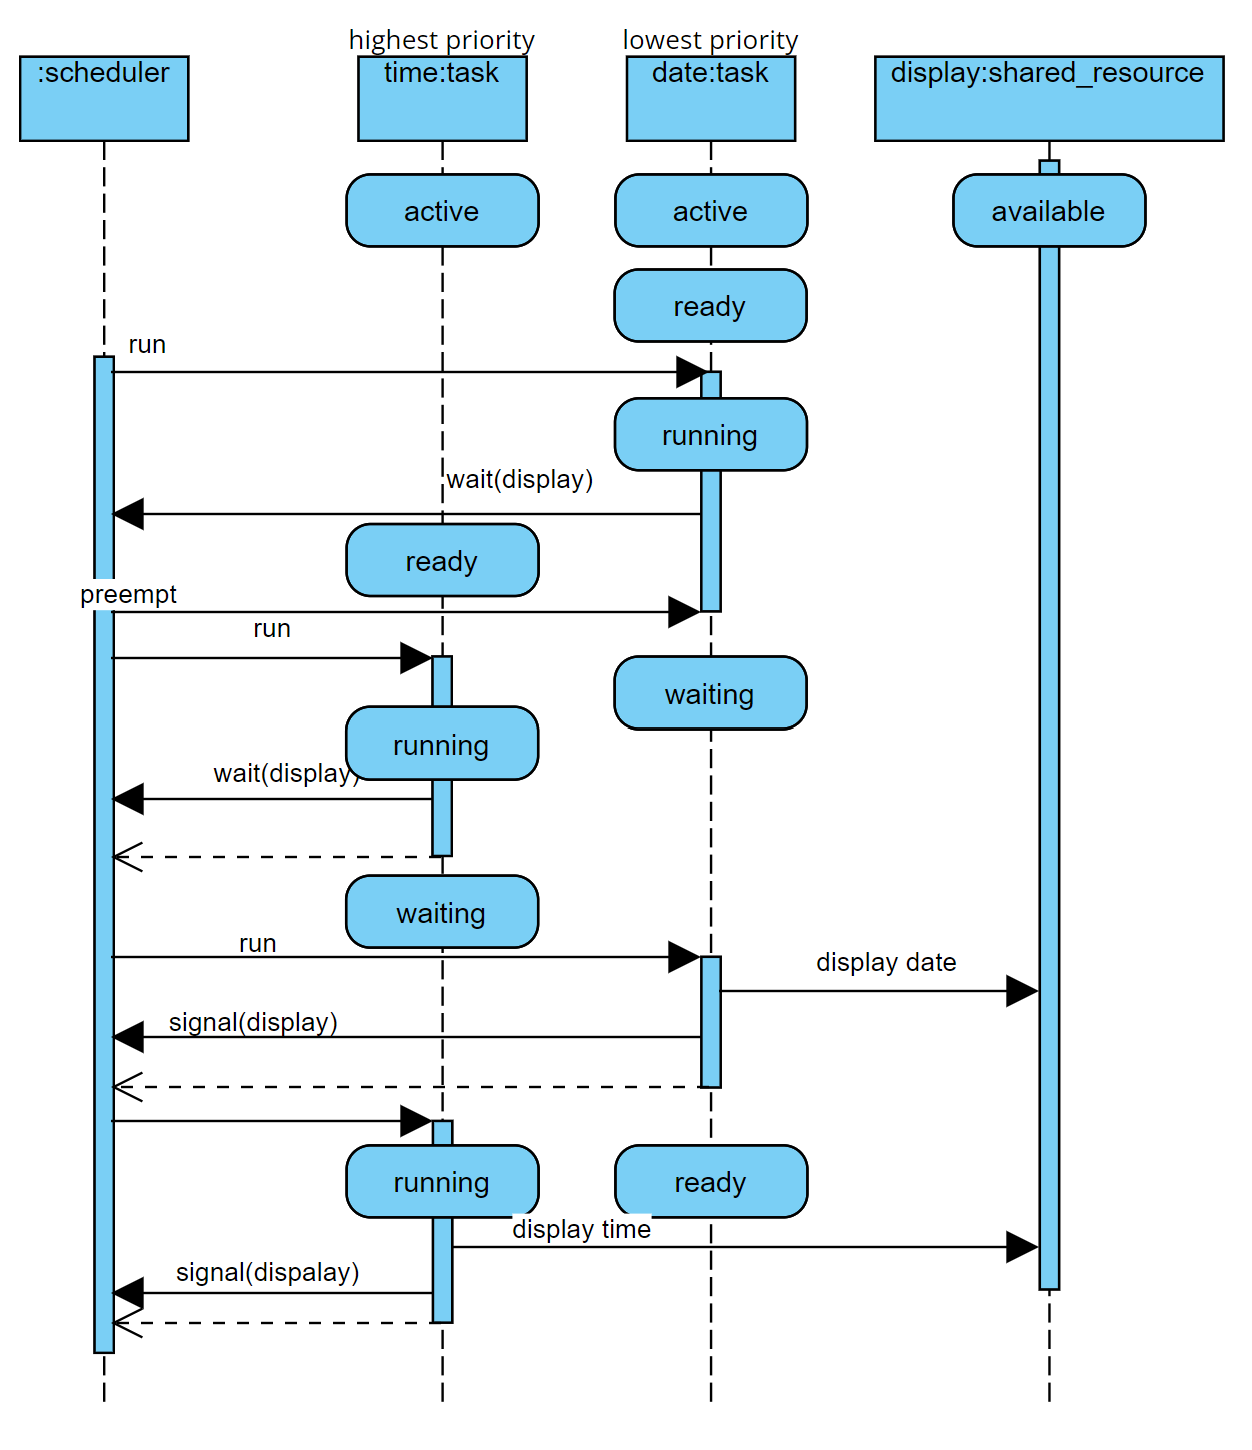 highest priority
lowest priority
:scheduler
time:task
date:task
display:shared_resource
active
active
available
ready
run
running
wait(display)
ready
preempt
run
waiting
running
wait(display)
waiting
run
display date
signal(display)
running
ready
display time
signal(dispalay)